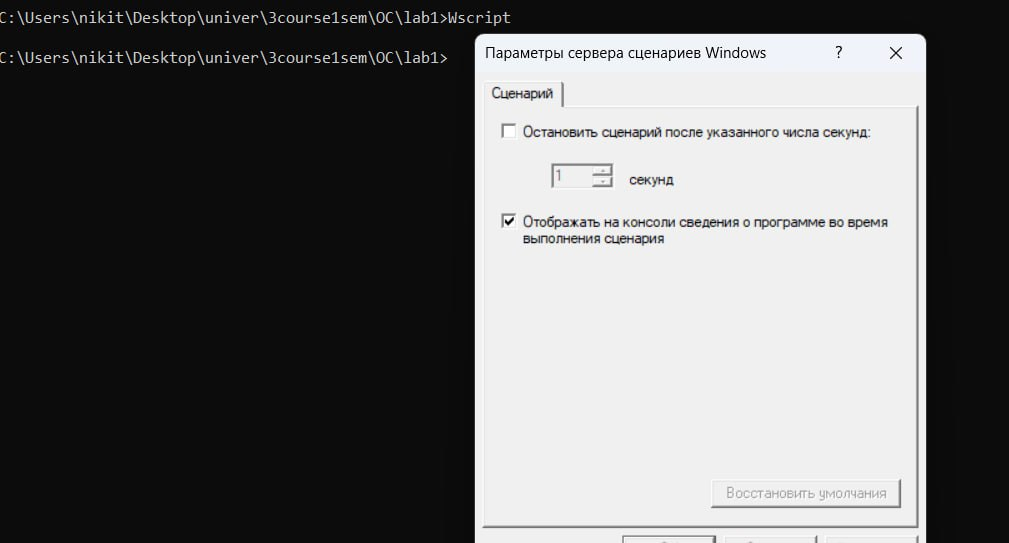 C:\Users\nikit\Desktop\univer\3course1sem\OC\lab1>Wscript
C:\Users\nikit\Desktop\univer\3course1sem\OC\lab1>
Параметры сервера сценариев Windows
?
Сценарий
Остановить сценарий после указанного числа секунд:
1
секунд
Отображать на консоли сведения о программе во время
выполнения сценария
Восстановить умолчания